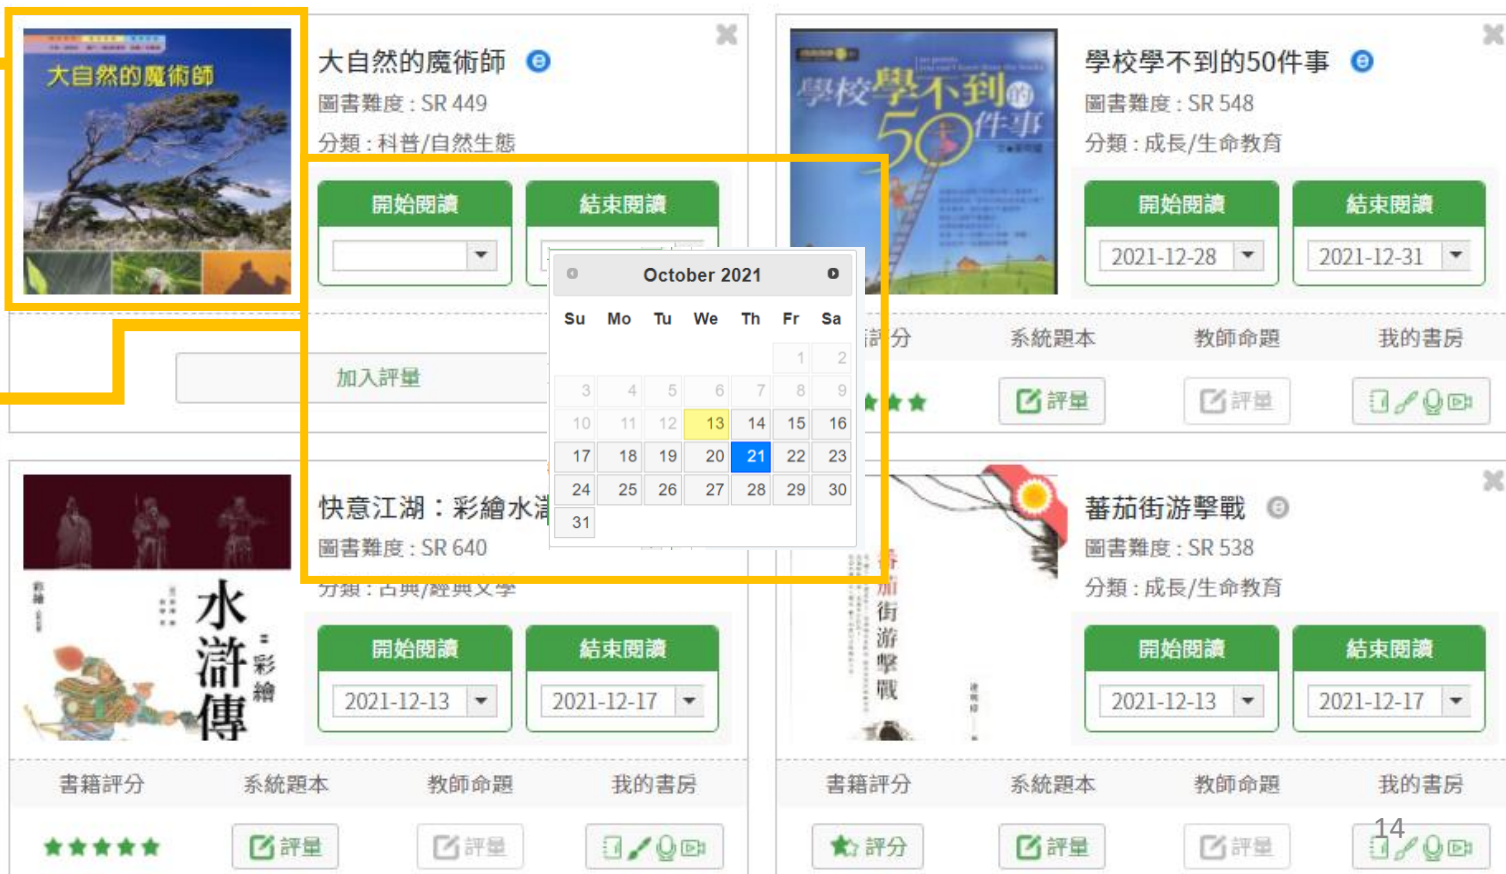 大自然的魔術師
大自然的魔術師
圖書難度 : SR 449
分類 : 科普/自然生態
開始閱讀
結束閱讀
加入評量
October 2021
Su Mo Tu We Th Fr Sa
1 2
3 4 5 6 7 8 9
10 11 12 13 14 15 16
17 18 19 20 21 22 23
24 25 26 27 28 29 30
31
學校學不到的
50件事
學校學不到的50件事
圖書難度 : SR 548
分類 : 成長/生命教育
開始閱讀
結束閱讀
2021-12-28
2021-12-31
評分 系統題本 教師命題 我的書房
評量 評量
水滸傳
彩繪
快意江湖：彩繪水滸
圖書難度 : SR 640
分類 : 古典/經典文學
開始閱讀
結束閱讀
2021-12-13
2021-12-17
書籍評分 系統題本 教師命題 我的書房
評量 評量
蕃茄街游擊戰
蕃茄街游擊戰
圖書難度 : SR 538
分類 : 成長/生命教育
開始閱讀
結束閱讀
2021-12-13
2021-12-17
書籍評分 系統題本 教師命題 我的書房
評分 評量 評量
14